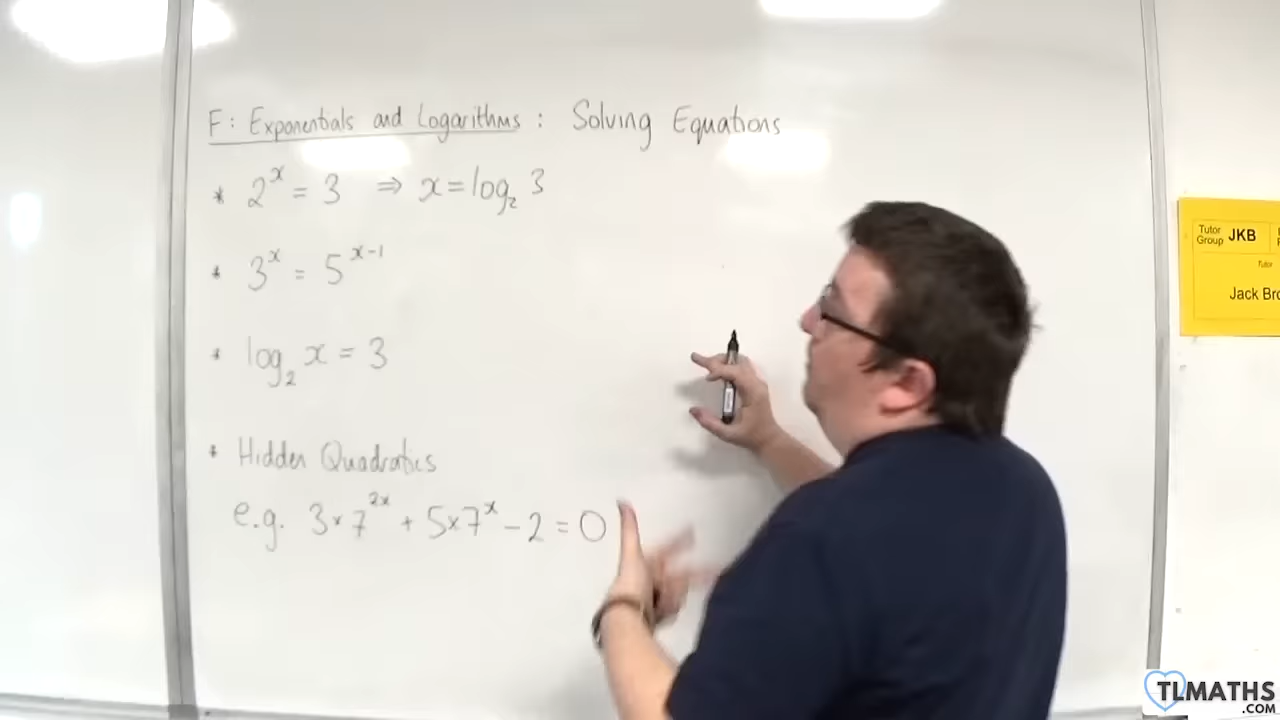 F: Exponentials and Logarithms: Solving Equations
* 2^x = 3 ⇒ x = log₂ 3
* 3^x = 5^(x-1)
* log₂ x = 3
* Hidden Quadratics
e.g. 3×7^2x + 5×7^x - 2 = 0
Tutor Group JKB
Tutor
Jack
TLMATHS
.COM